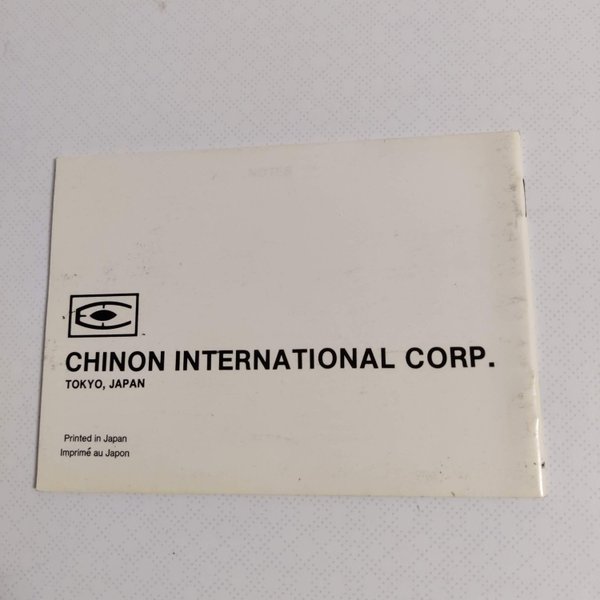 CHINON INTERNATIONAL CORP.
TOKYO, JAPAN
Printed in Japan
Imprimé au Japon